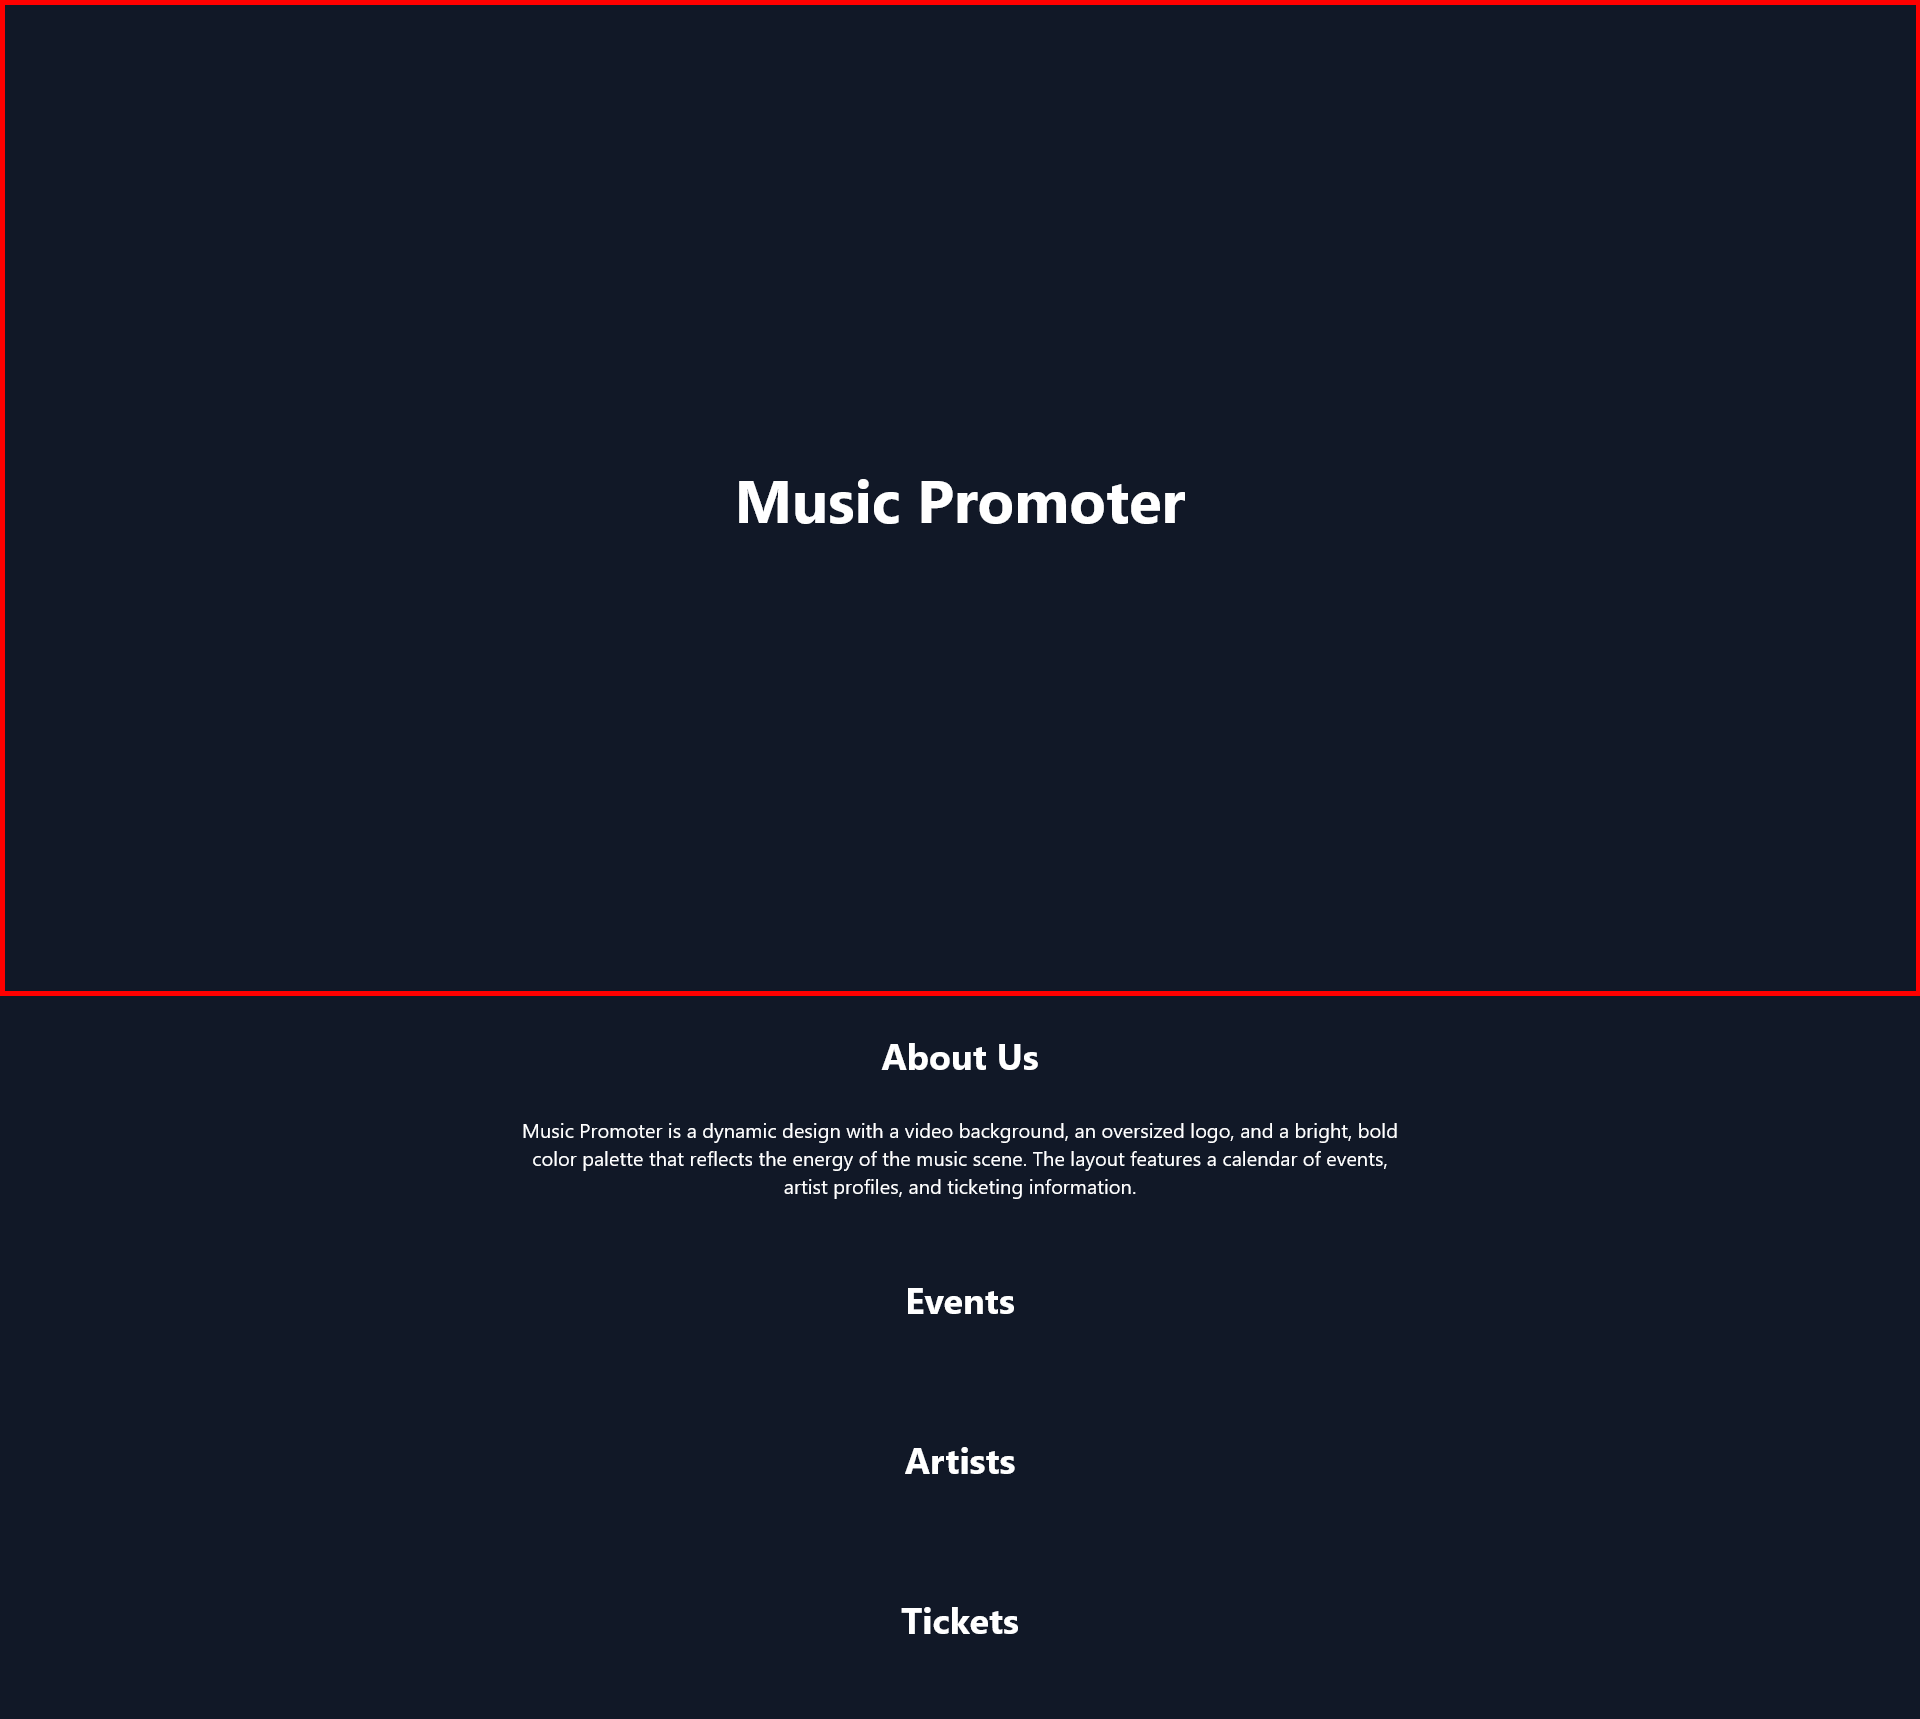 Music Promoter
About Us
Music Promoter is a dynamic design with a video background, an oversized logo, and a bright, bold
color palette that reflects the energy of the music scene. The layout features a calendar of events,
artist profiles, and ticketing information.
Events
Artists
Tickets